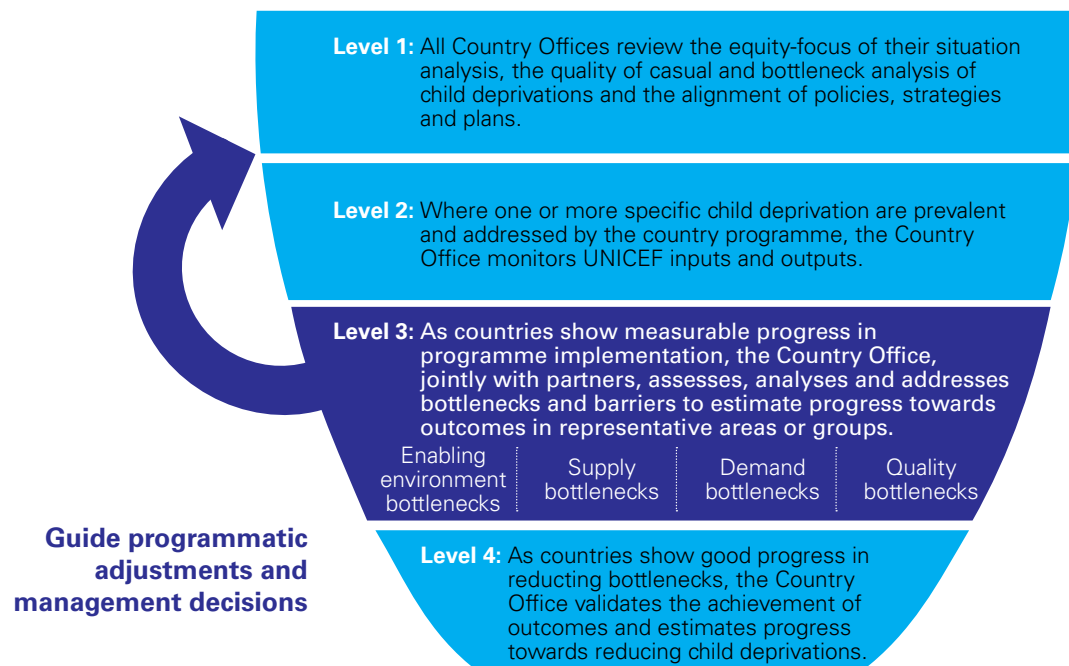 Level 1: All Country Offices review the equity-focus of their situation
analysis, the quality of casual and bottleneck analysis of
child deprivations and the alignment of policies, strategies
and plans.
Level 2: Where one or more specific child deprivation are prevalent
and addressed by the country programme, the Country
Office monitors UNICEF inputs and outputs.
Level 3: As countries show measurable progress in
programme implementation, the Country Office,
jointly with partners, assesses, analyses and addresses
bottlenecks and barriers to estimate progress towards
outcomes in representative areas or groups.
Enabling
environment
bottlenecks
Supply
bottlenecks
Demand
bottlenecks
Quality
bottlenecks
Guide programmatic
adjustments and
management decisions
Level 4: As countries show good progress in
reducting bottlenecks, the Country
Office validates the achievement of
outcomes and estimates progress
towards reducing child deprivations.